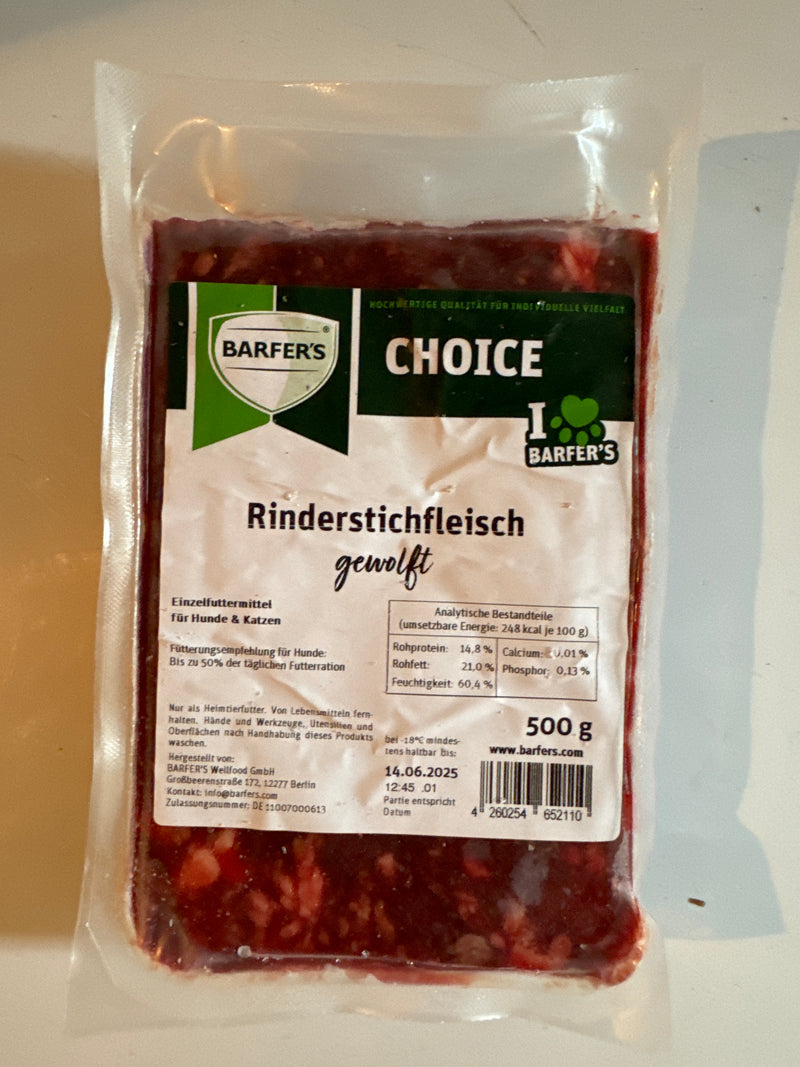 HOCHWERTIGE QUALITÄT FÜR INDIVIDUELLE VIELFALT
BARFER'S ®
CHOICE
I
BARFER'S
Rinderstichfleisch
gewolft
Einzelfuttermittel
für Hunde & Katzen
Fütterungsempfehlung für Hunde:
Bis zu 50% der täglichen Futterration
Analytische Bestandteile
(umsetzbare Energie: 248 kcal je 100 g)
Rohprotein: 14,8 % Calcium: 0,01 %
Rohfett: 21,0 % Phosphor: 0,13 %
Feuchtigkeit: 60,4 %
Nur als Heimtierfutter. Von Lebensmitteln fern-
halten. Hände und Werkzeuge, Utensilien und
Oberflächen nach Handhabung dieses Produkts
waschen.
Hergestellt von:
BARFER'S Wellfood GmbH
Großbeerenstraße 172, 12277 Berlin
Kontakt: info@barfers.com
Zulassungsnummer: DE 11007000613
bei -18°C mindes-
tens haltbar bis:
14.06.2025
12:45 .01
Partie entspricht
Datum
500 g
www.barfers.com
4 260254 652110